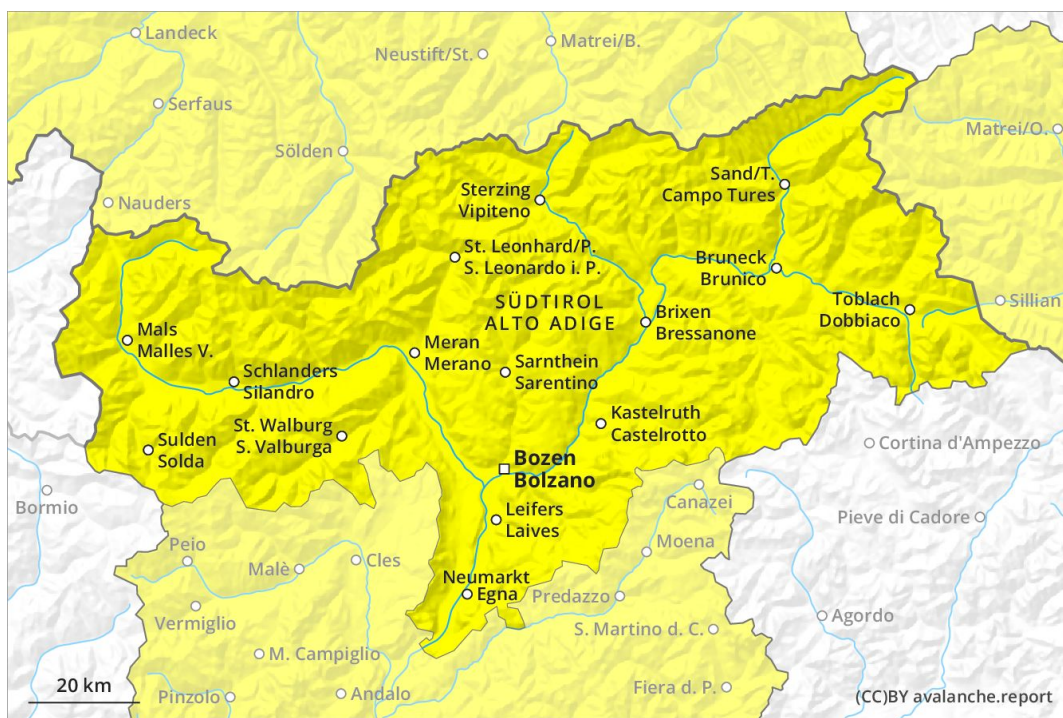 Landeck
Neustift/St.
Matrei/B.
Serfaus
Sölden
Matrei/O.
Nauders
Sterzing
Vipiteno
Sand/T.
Campo Tures
St. Leonhard/P.
S. Leonardo i. P.
Bruneck
Brunico
SÜDTIROL
ALTO ADIGE
Toblach
Dobbiaco
Sillian
Brixen
Bressanone
Mals
Malles V.
Meran
Merano
Sarnthein
Sarentino
Schlanders
Silandro
Kastelruth
Castelrotto
St. Walburg
S. Valburga
Sulden
Solda
Cortina d'Ampezzo
Bozen
Bolzano
Bormio
Leifers
Laives
Canazei
Pieve di Cadore
Peio
Malè
Cles
Moena
Neumarkt
Egna
Predazzo
Vermiglio
S. Martino d. C.
Agordo
M. Campiglio
20 km
Pinzolo
Andalo
Fiera d. P.
(CC)BY avalanche.report